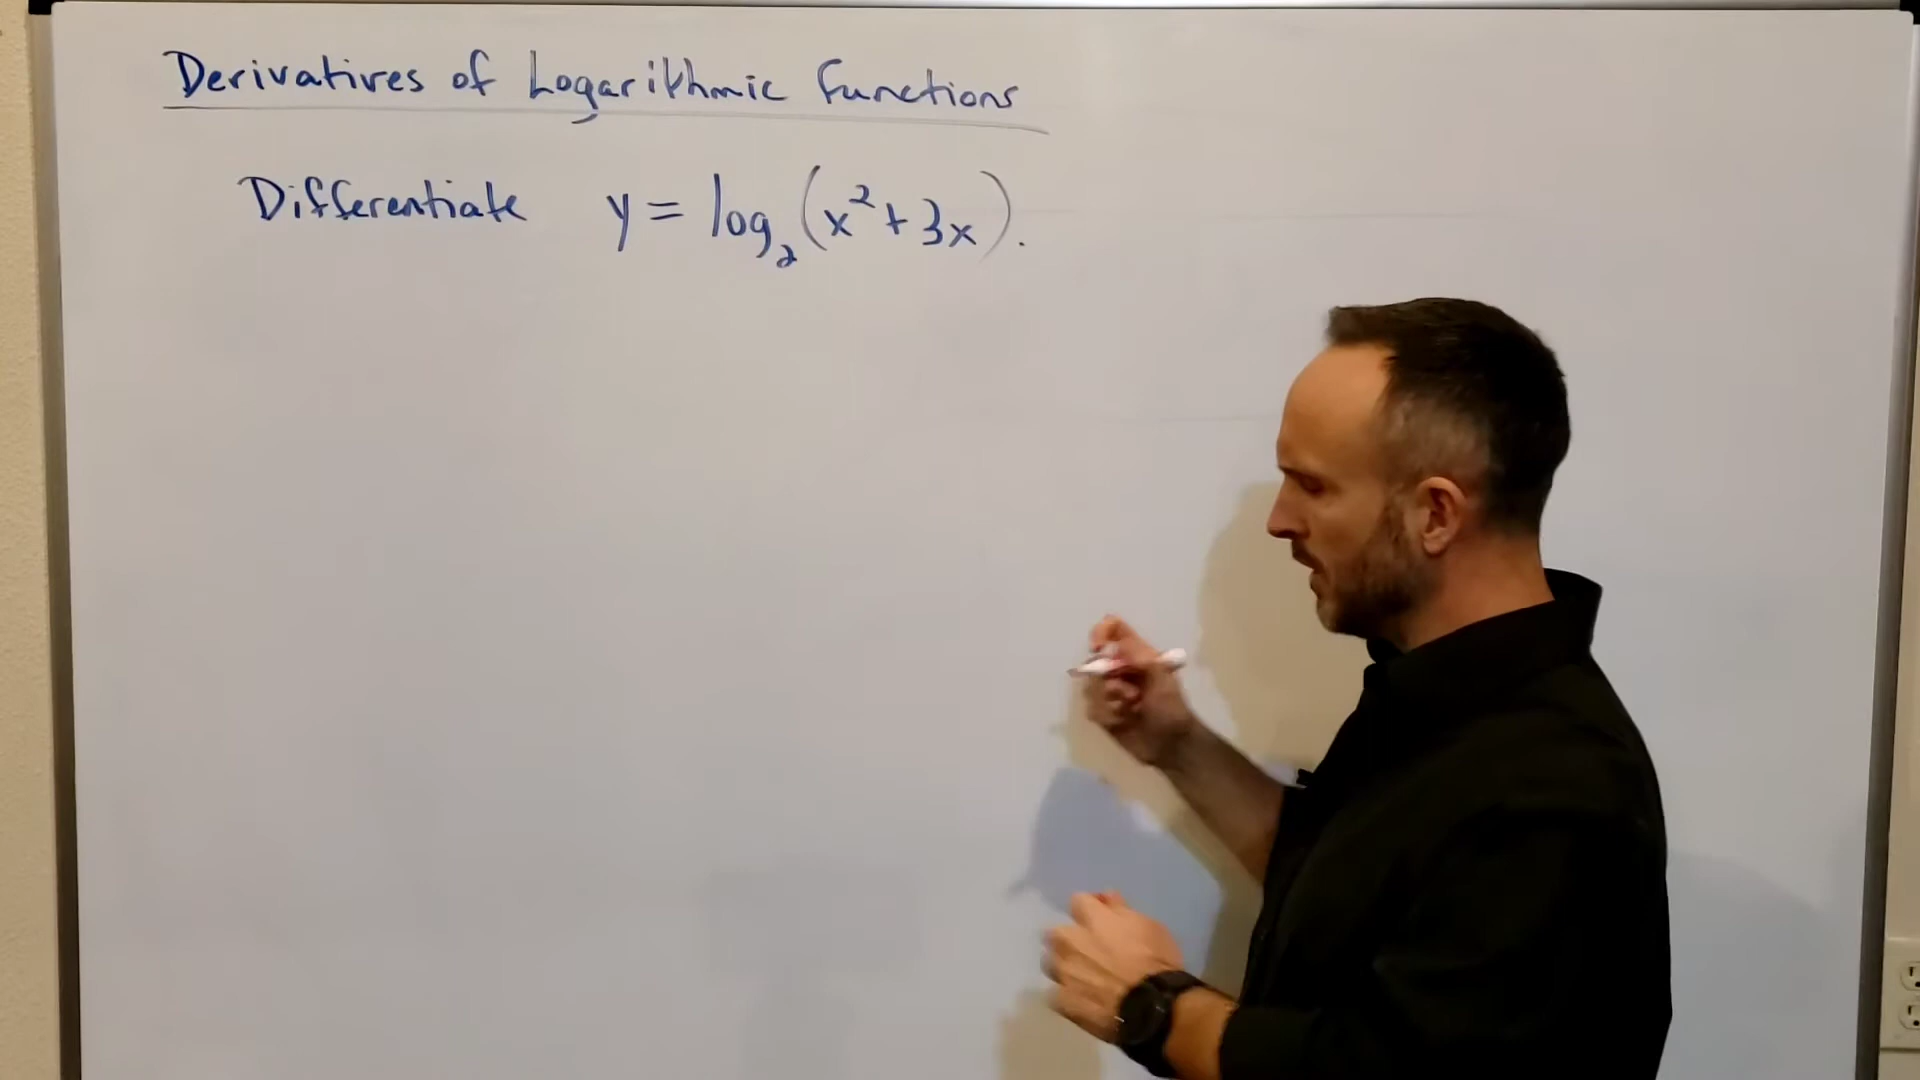 Derivatives of Logarithmic Functions
Differentiate y = log₂(x² + 3x).